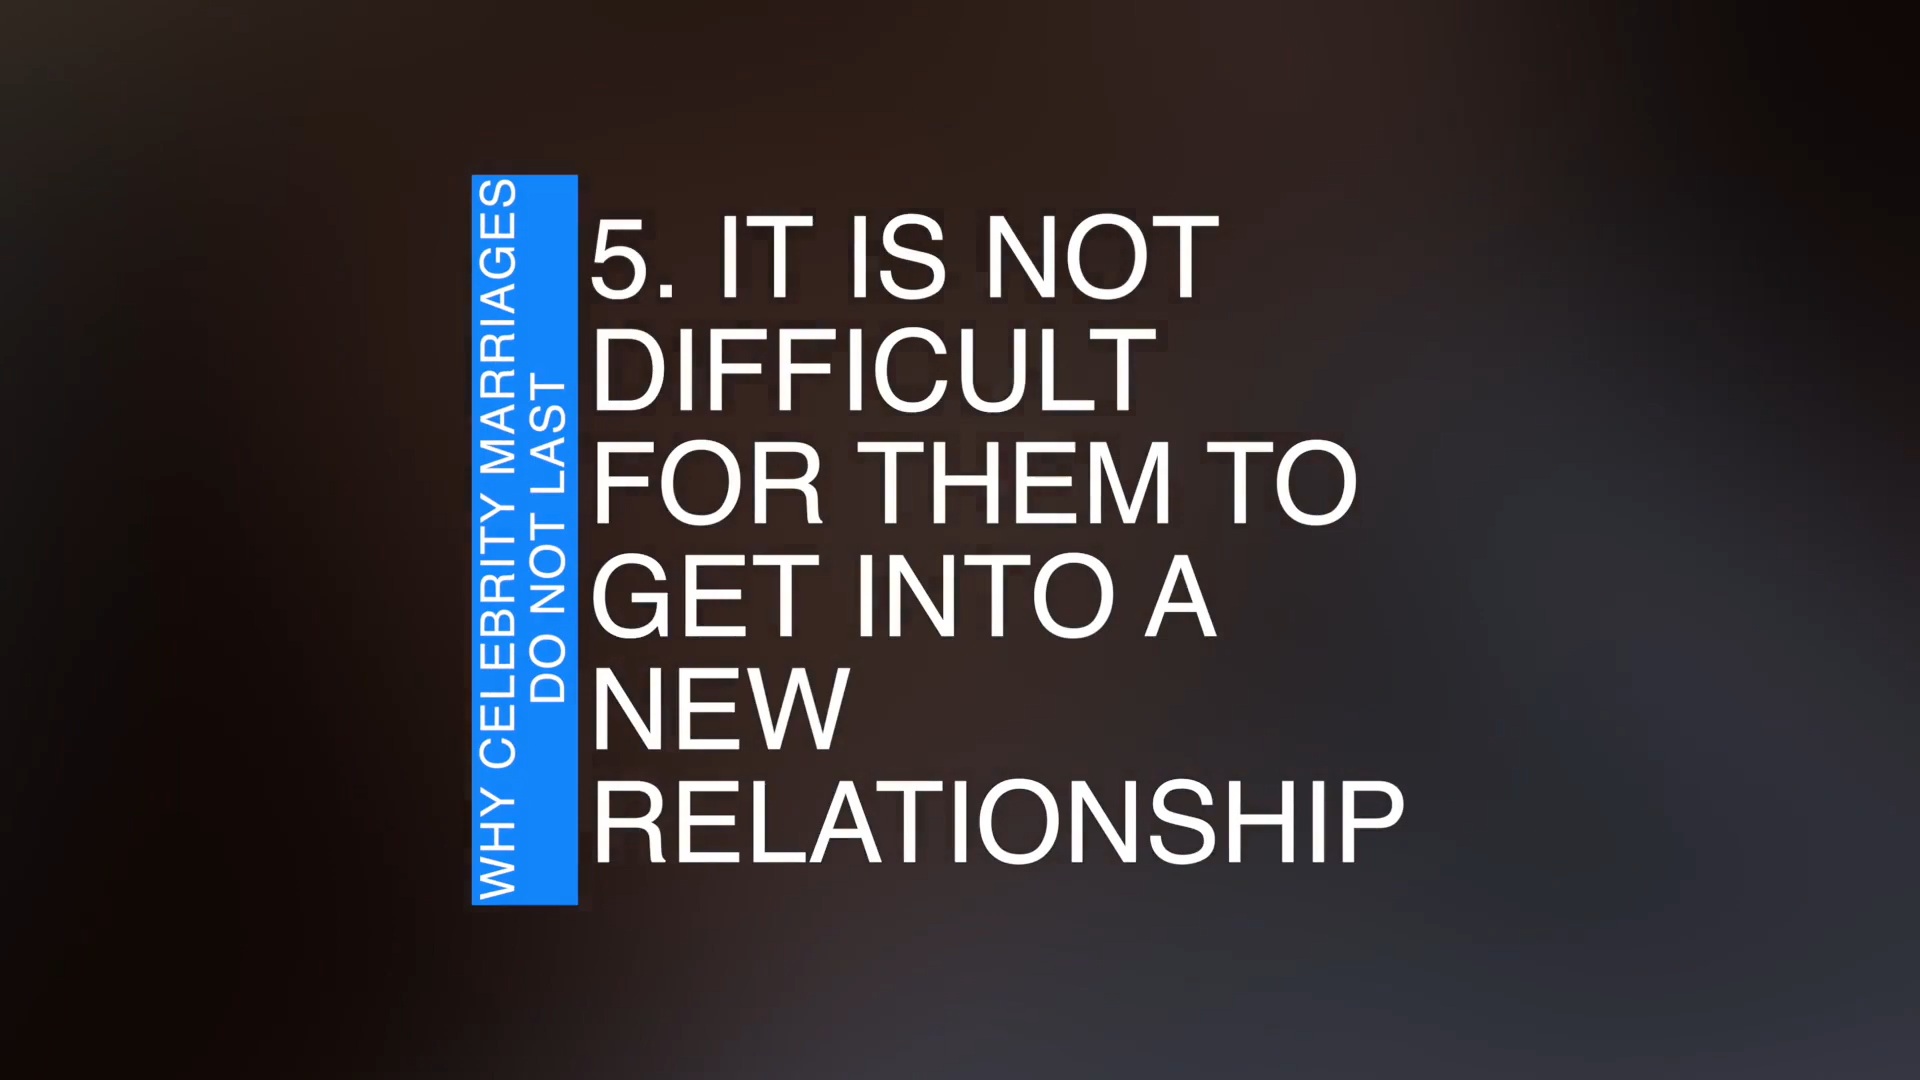 WHY CELEBRITY MARRIAGES
DO NOT LAST
5. IT IS NOT
DIFFICULT
FOR THEM TO
GET INTO A
NEW
RELATIONSHIP